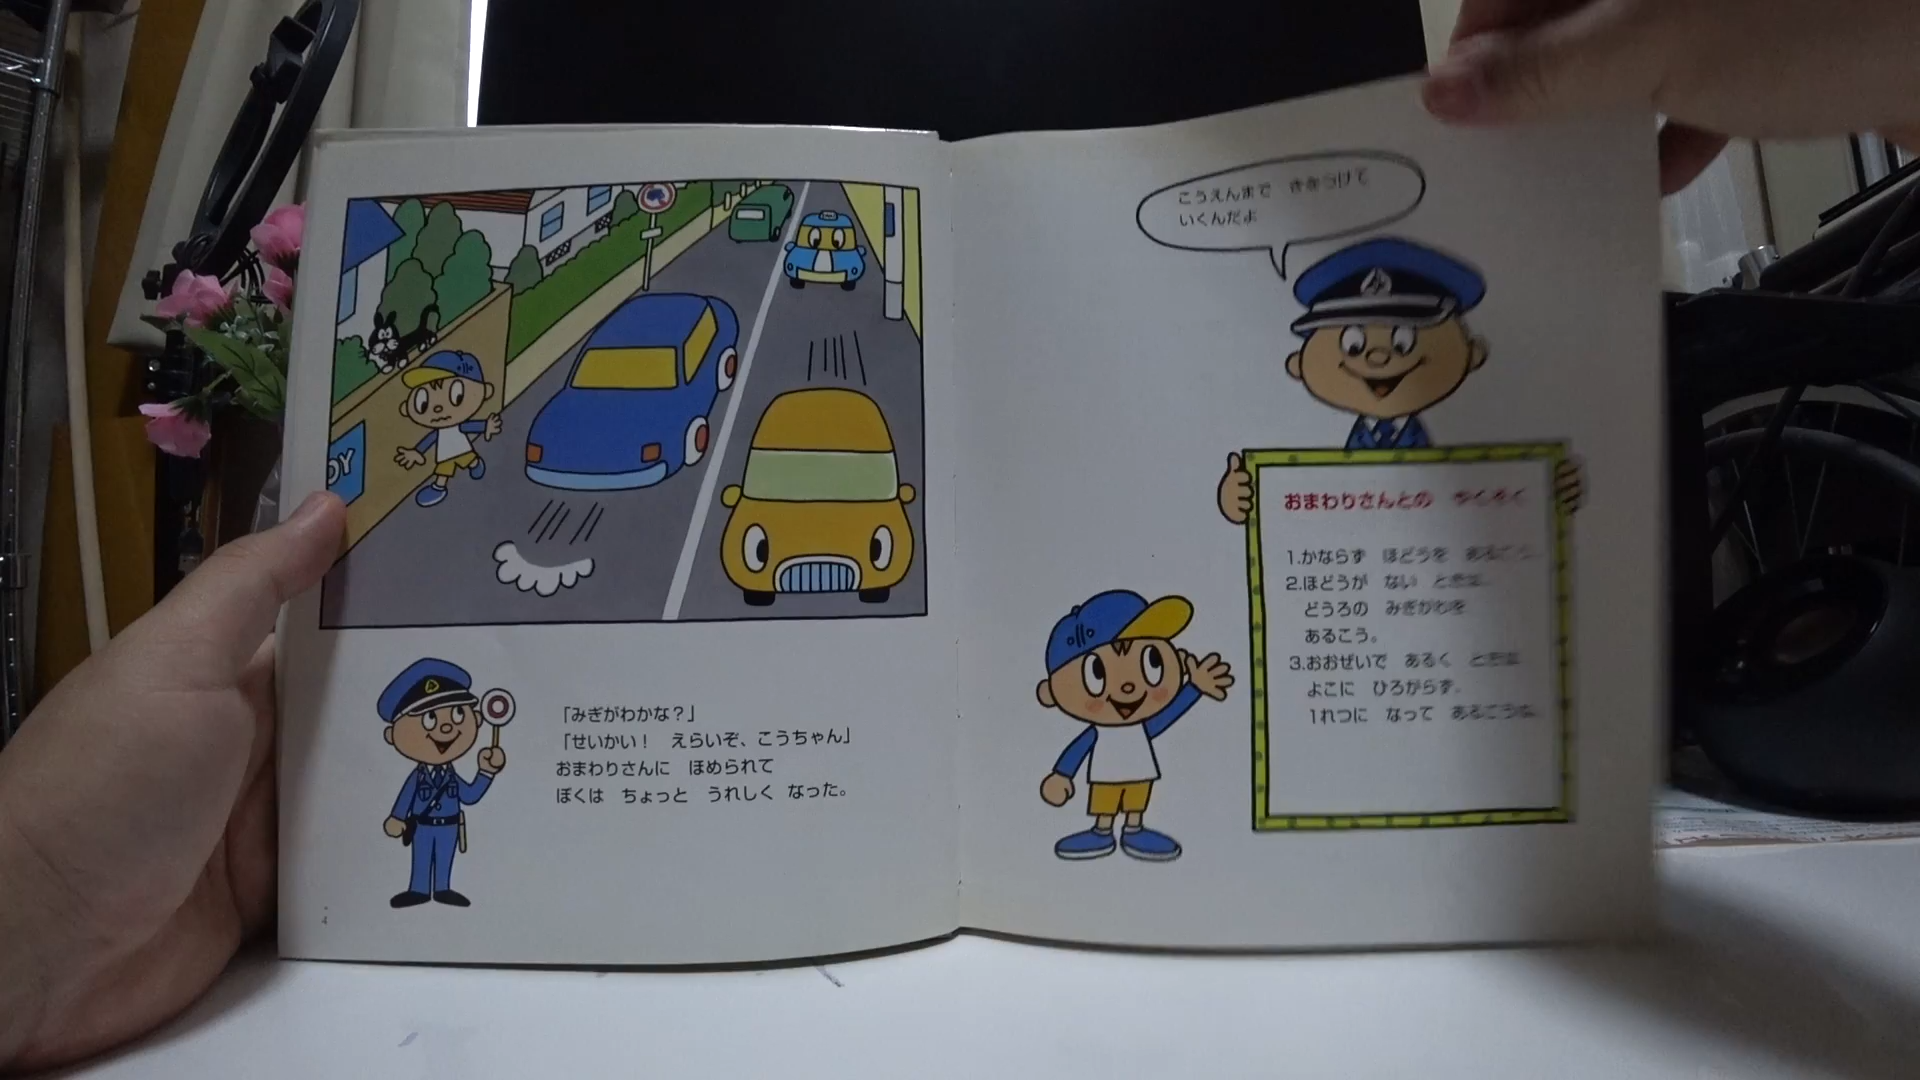 OY
「みぎがわかな?」
「せいかい! えらいぞ、こうちゃん」
おまわりさんに ほめられて
ぼくは ちょっと うれしく なった。
4
こうえんまで きをつけて
いくんだよ
おまわりさんとの やくそく
1.かならず ほどうを あるこう。
2.ほどうが ない ときは、
どうろの みぎがわを
あるこう。
3.おおぜいで あるく ときは
よこに ひろがらず、
1れつに なって あるこうね。